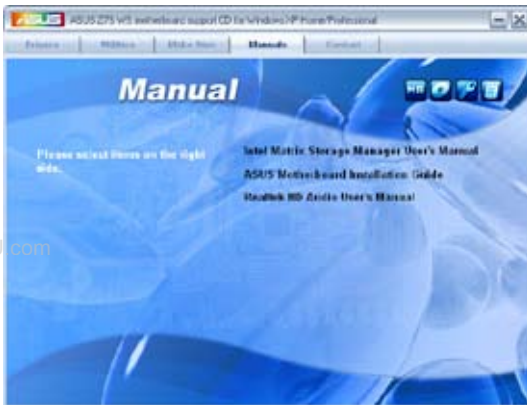 ASUS Z7S WS motherboard support CD for Windows XP Home/Professional
Drivers Utilities Make Disk Manuals Contact
Manual
Please select items on the right
side.
Intel Matrix Storage Manager User's Manual
ASUS Motherboard Installation Guide
Realtek HD Audio User's Manual
.com